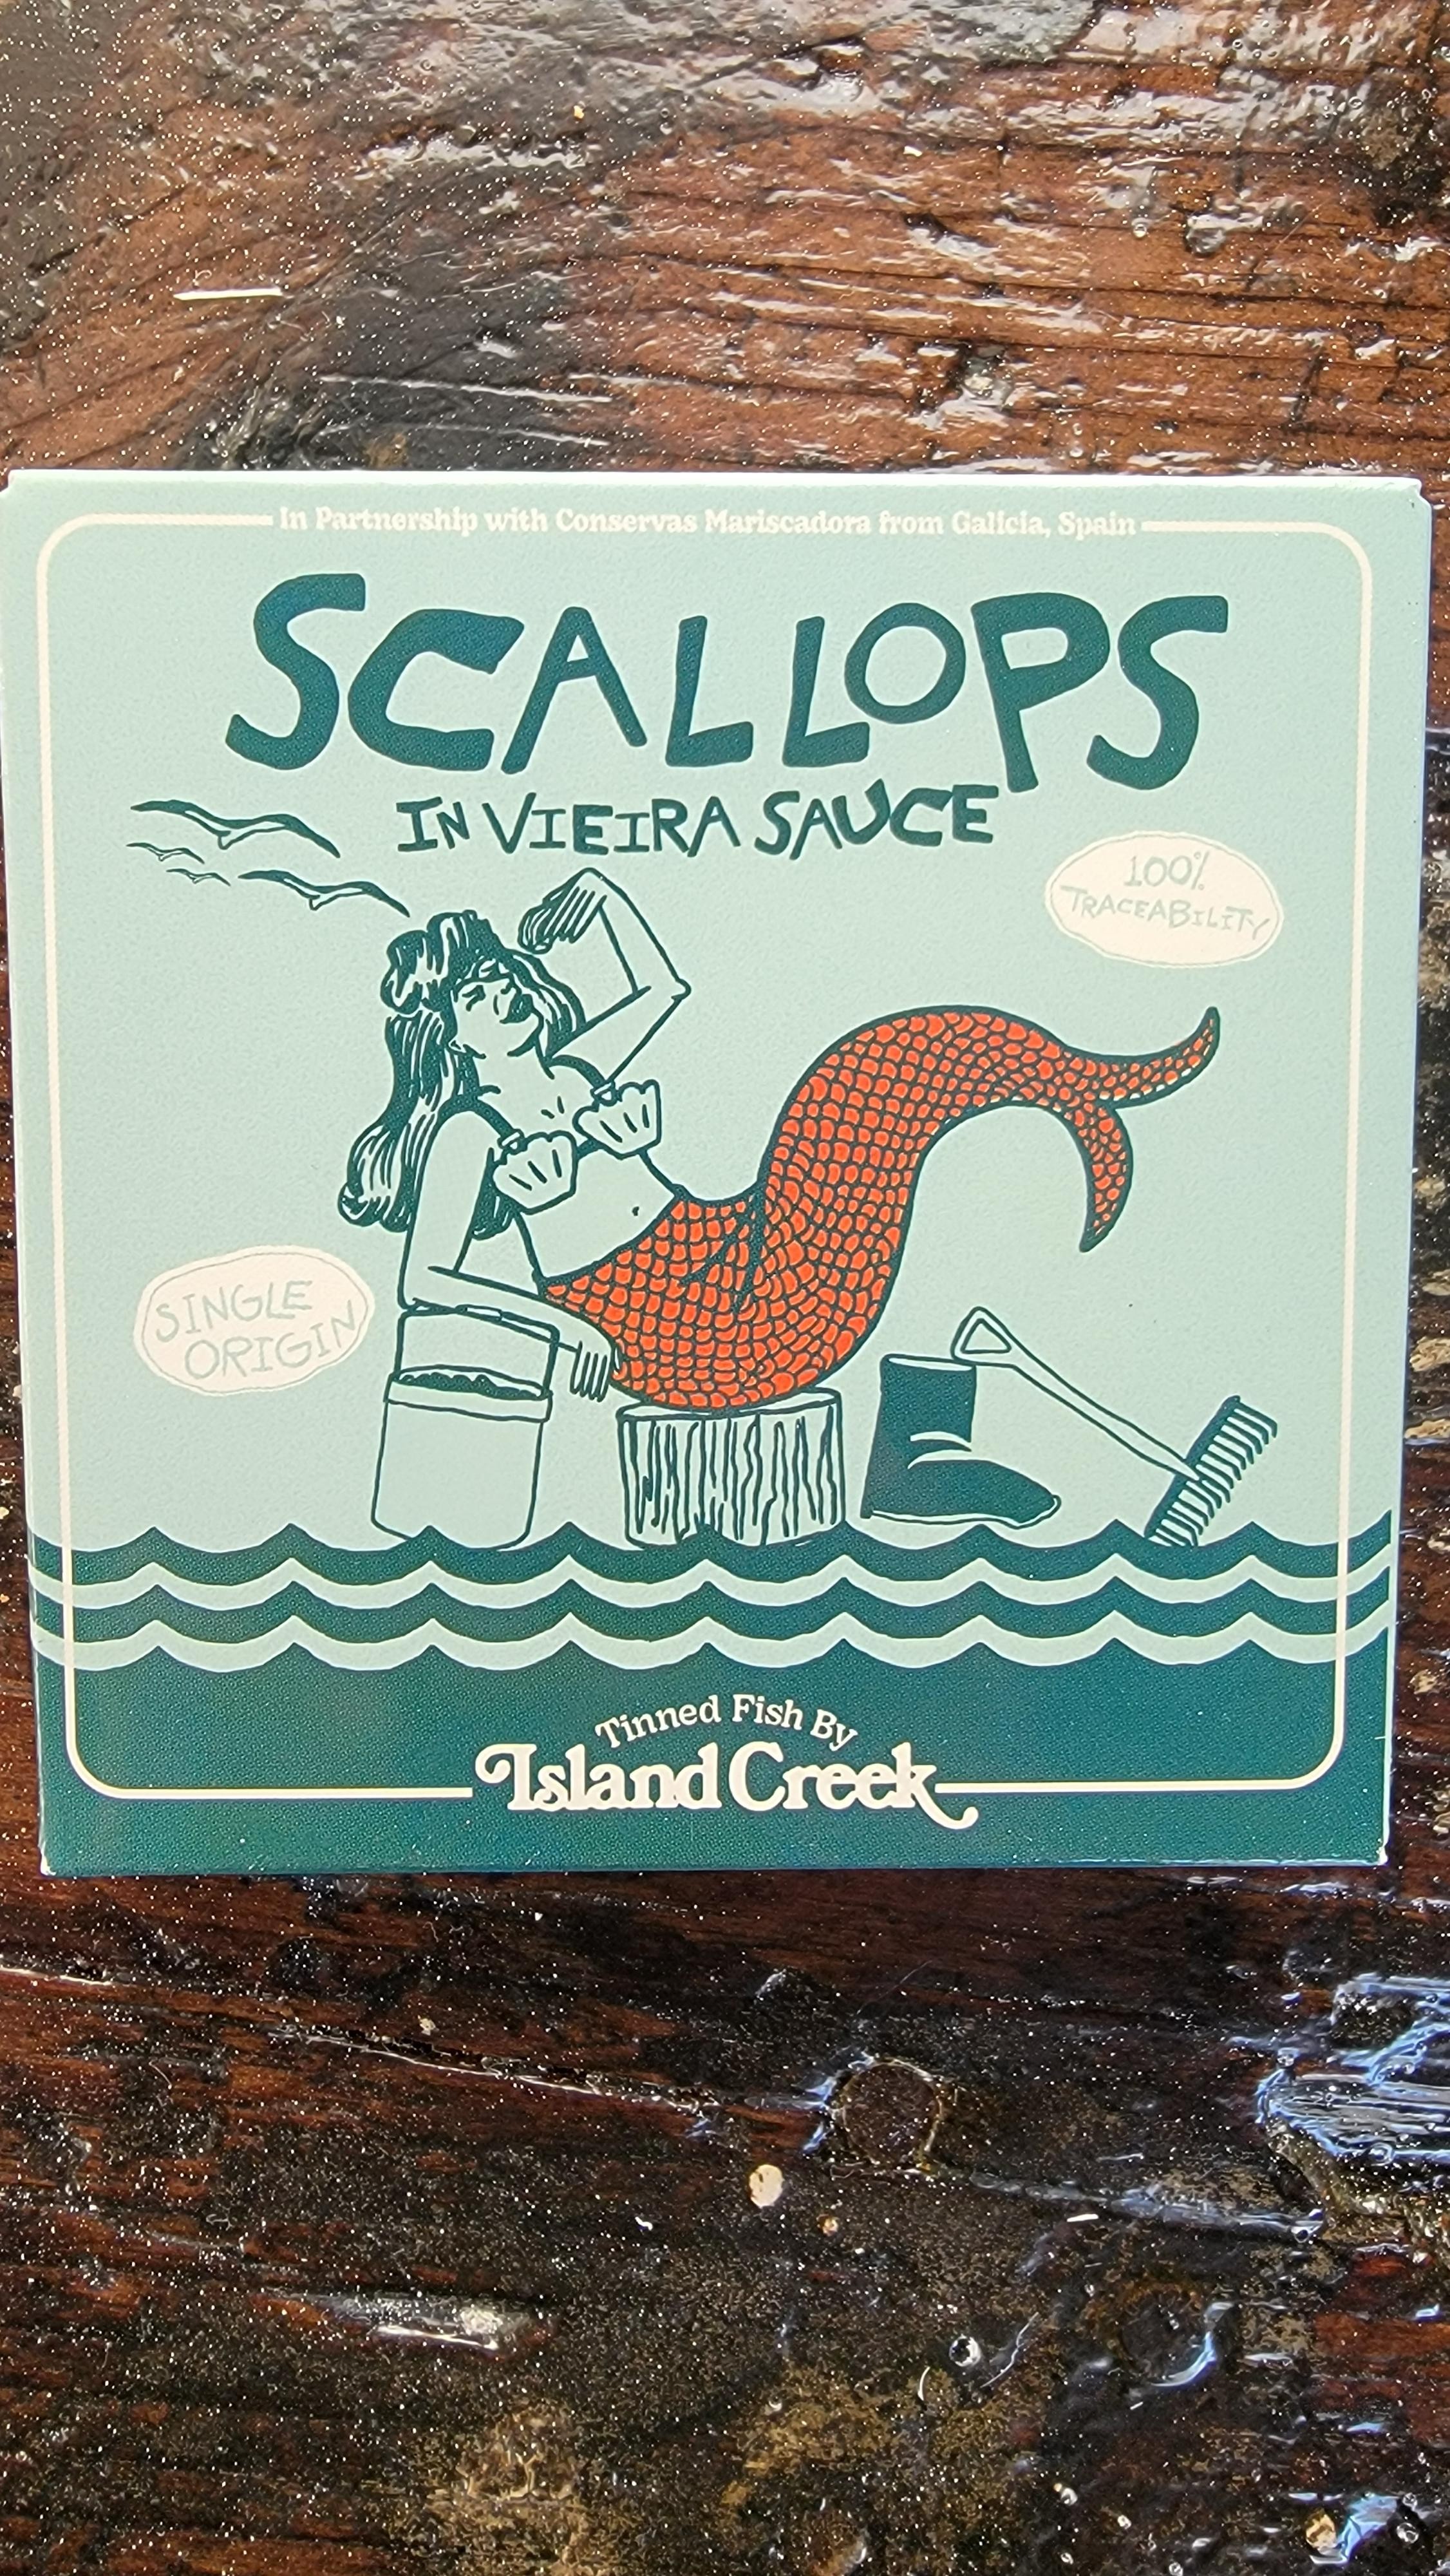 In Partnership with Conservas Mariscadora from Galicia, Spain
SCALLOPS
IN VIEIRA SAUCE
100%
TRACEABILITY
SINGLE
ORIGIN
Tinned Fish By
Island Creek